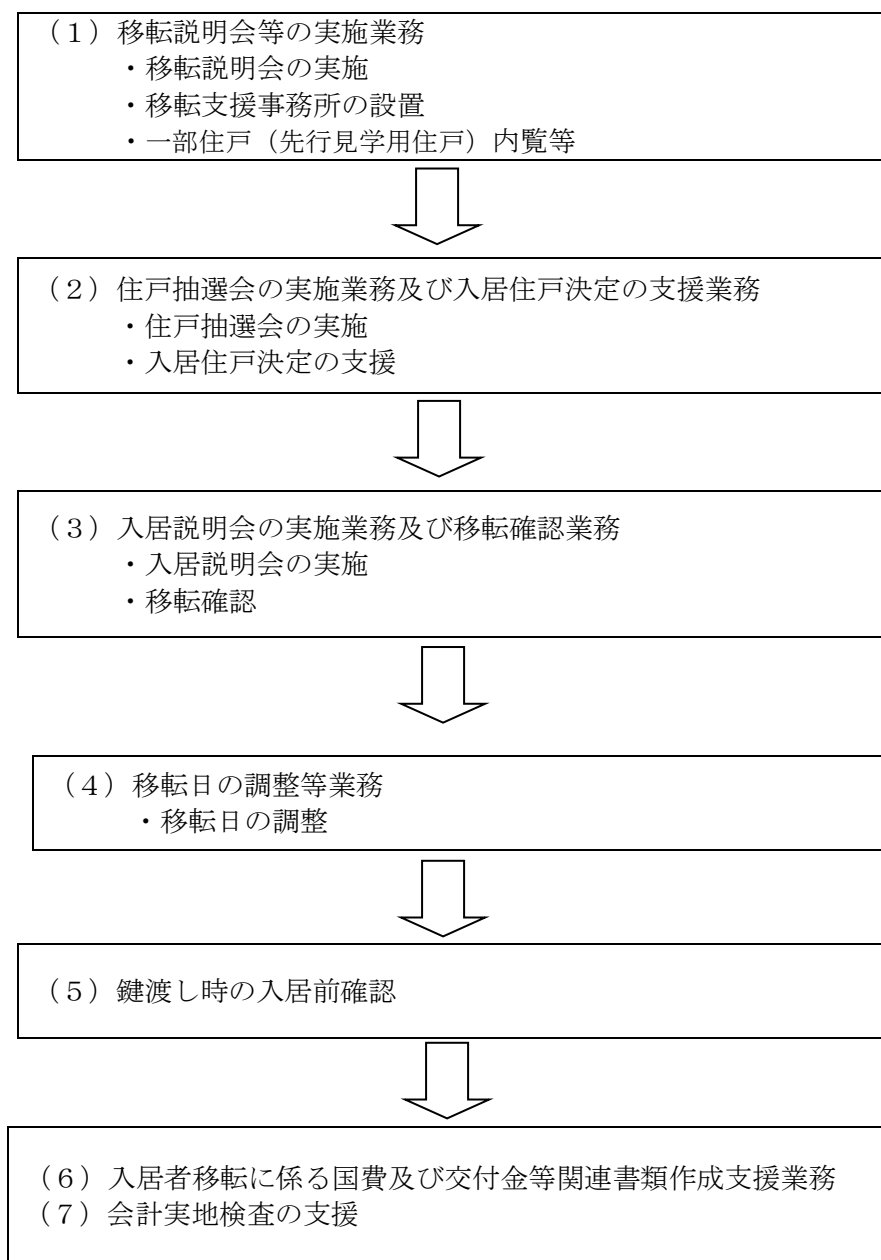 （１）移転説明会等の実施業務
・移転説明会の実施
・移転支援事務所の設置
・一部住戸（先行見学用住戸）内覧等
（２）住戸抽選会の実施業務及び入居住戸決定の支援業務
・住戸抽選会の実施
・入居住戸決定の支援
（３）入居説明会の実施業務及び移転確認業務
・入居説明会の実施
・移転確認
（４）移転日の調整等業務
・移転日の調整
（５）鍵渡し時の入居前確認
（６）入居者移転に係る国費及び交付金等関連書類作成支援業務
（７）会計実地検査の支援